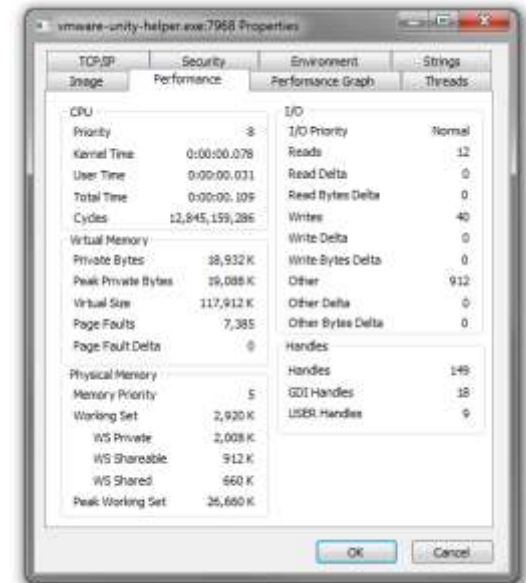 vmware-unity-helper.exe:7968 Properties
TCP/IP Security Environment Strings
Image Performance Performance Graph Threads
CPU
Priority 8
Kernel Time 0:00:00.078
User Time 0:00:00.031
Total Time 0:00:00.109
Cycles 12,845,159,286
Virtual Memory
Private Bytes 18,932 K
Peak Private Bytes 19,088 K
Virtual Size 117,912 K
Page Faults 7,385
Page Fault Delta 0
Physical Memory
Memory Priority 5
Working Set 2,920 K
WS Private 2,008 K
WS Shareable 912 K
WS Shared 660 K
Peak Working Set 26,660 K
I/O
I/O Priority Normal
Reads 12
Read Delta 0
Read Bytes Delta 0
Writes 40
Write Delta 0
Write Bytes Delta 0
Other 912
Other Delta 0
Other Bytes Delta 0
Handles
Handles 149
GDI Handles 18
USER Handles 9
OK Cancel